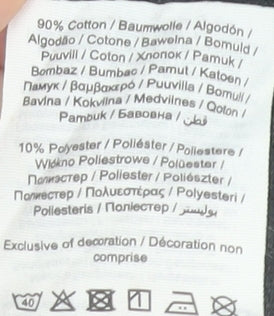 90% Cotton / Baumwolle / Algodón /
Algodão / Cotone / Bawełna / Bomuld /
Puuvill / Coton / Хлопок / Pamuk /
Bombaz / Bumbac / Pamut / Katoen /
Памук / Βαμβακερό / Puuvilla / Bomull /
Bavlna / Kokvilna / Medvilnes / Qoton /
Pambuk / Бавовна / قطن
10% Polyester / Poliéster / Poliestere /
Włókno Poliestrowe / Polüester /
Полиэстер / Poliester / Poliészter /
Полиестер / Πολυεστέρας / Polyesteri /
Poliesteris / Поліестер / بوليستر
Exclusive of decoration / Décoration non
comprise
40